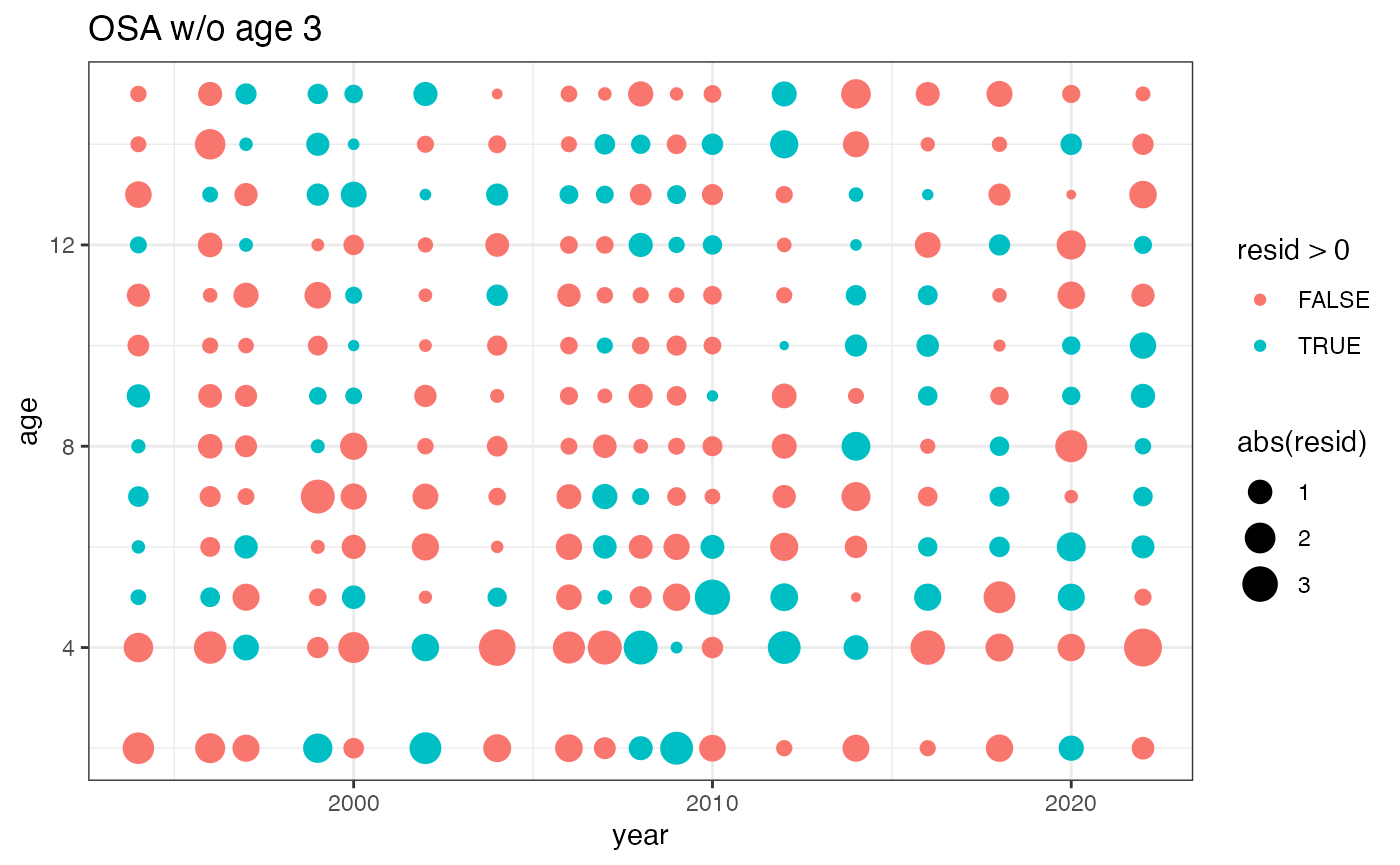 OSA w/o age 3
age
12
8
4
2000
2010
2020
year
resid > 0
FALSE
TRUE
abs(resid)
1
2
3